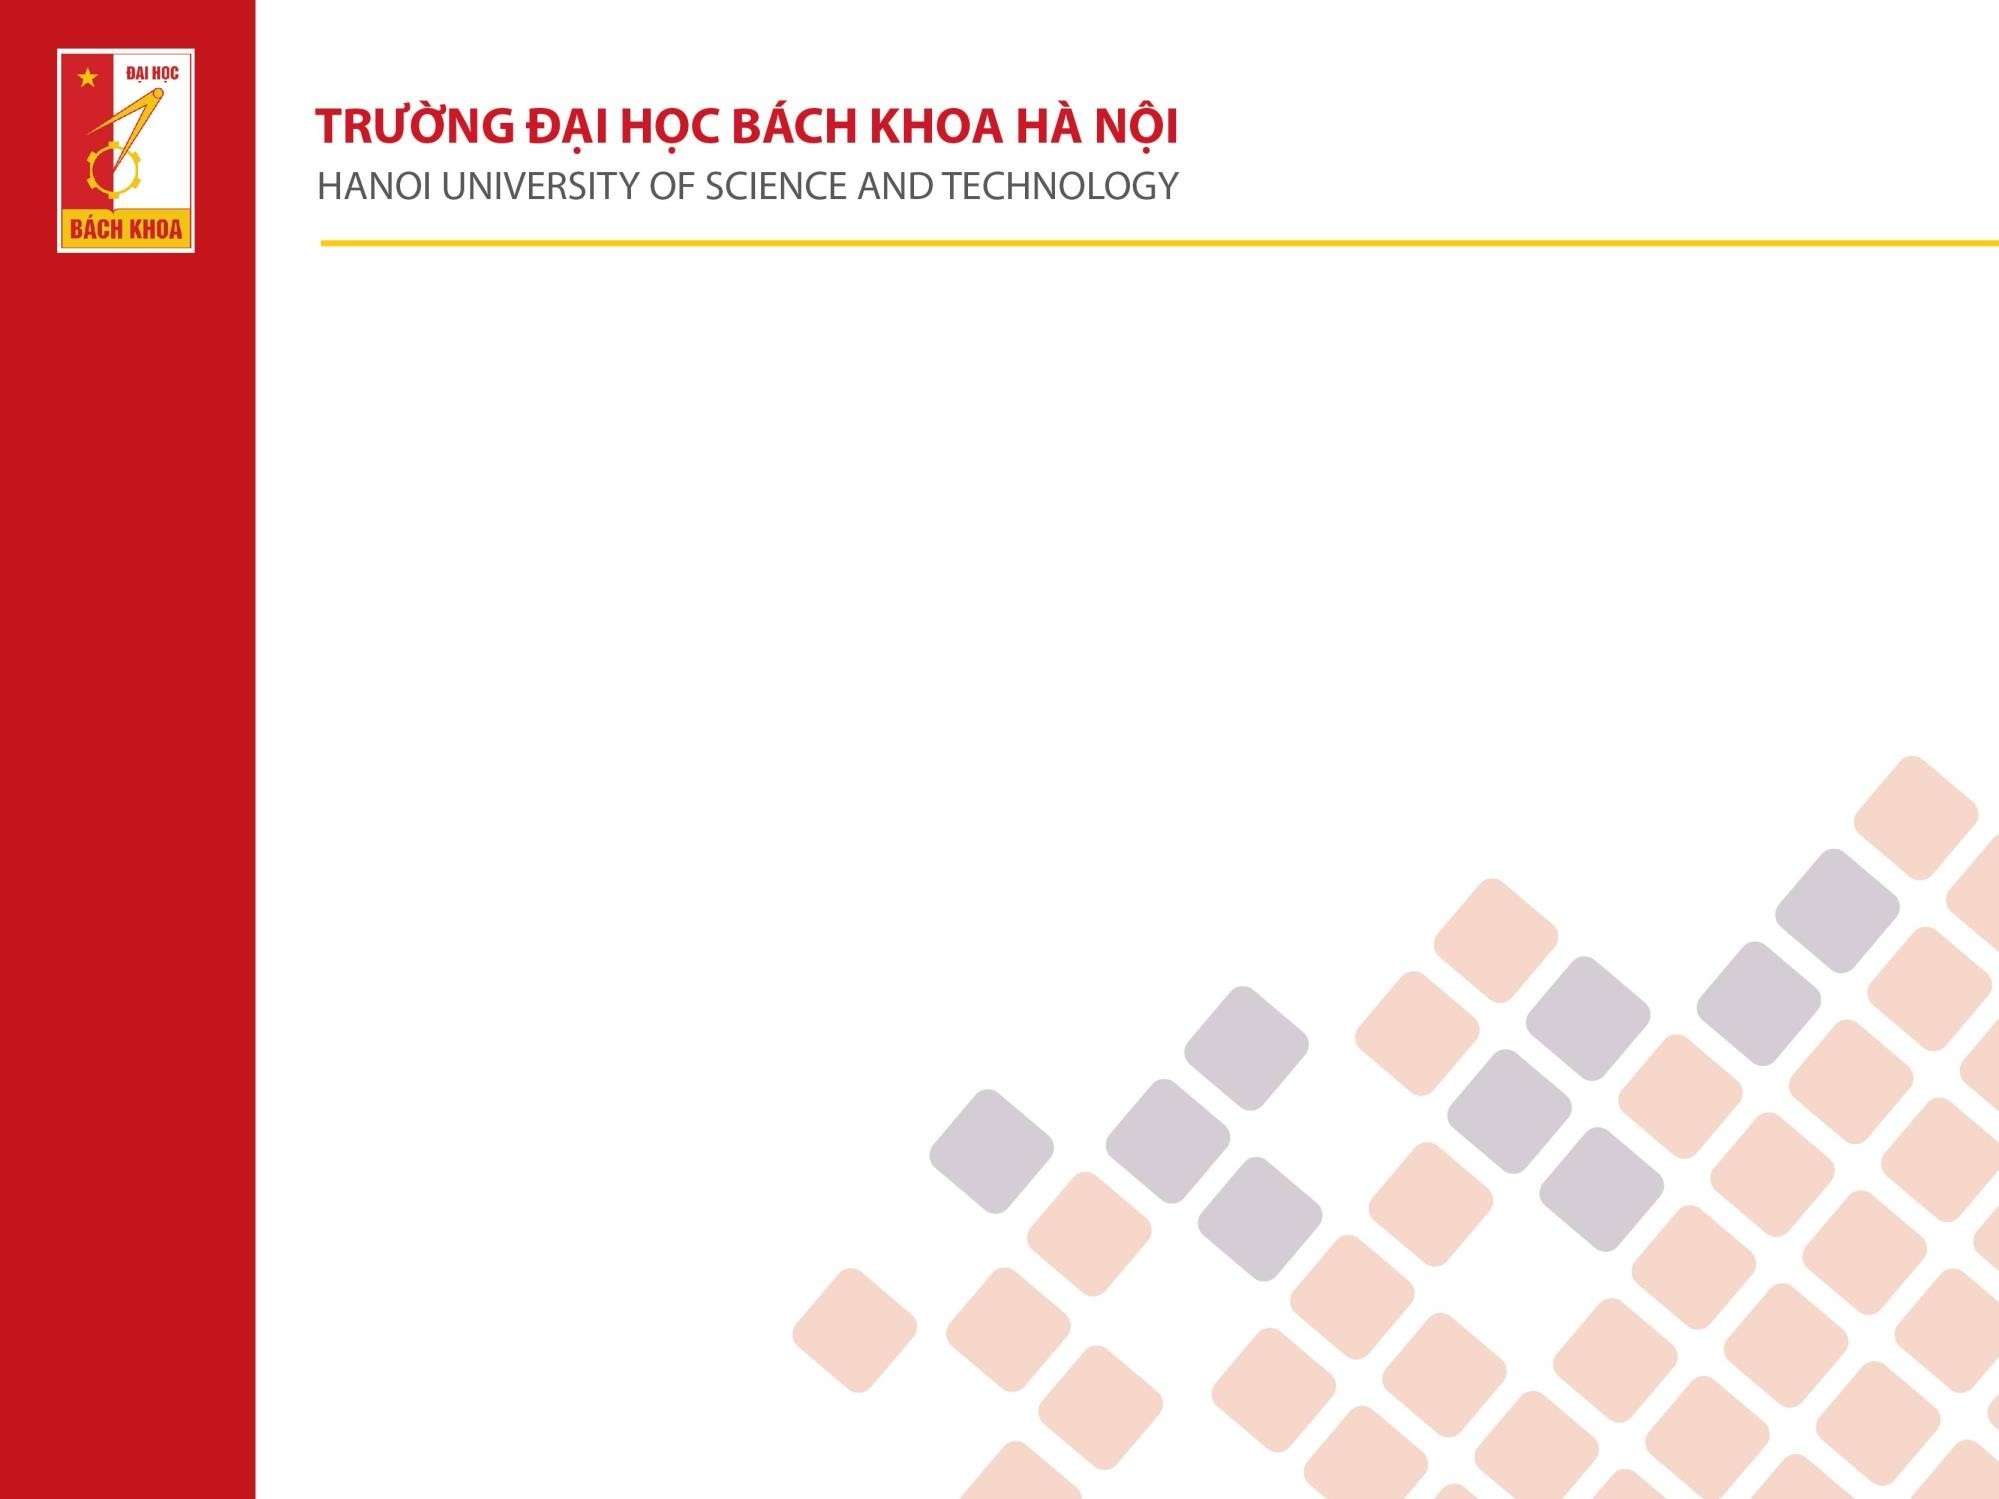 ĐẠI HỌC
BÁCH KHOA
TRƯỜNG ĐẠI HỌC BÁCH KHOA HÀ NỘI
HANOI UNIVERSITY OF SCIENCE AND TECHNOLOGY